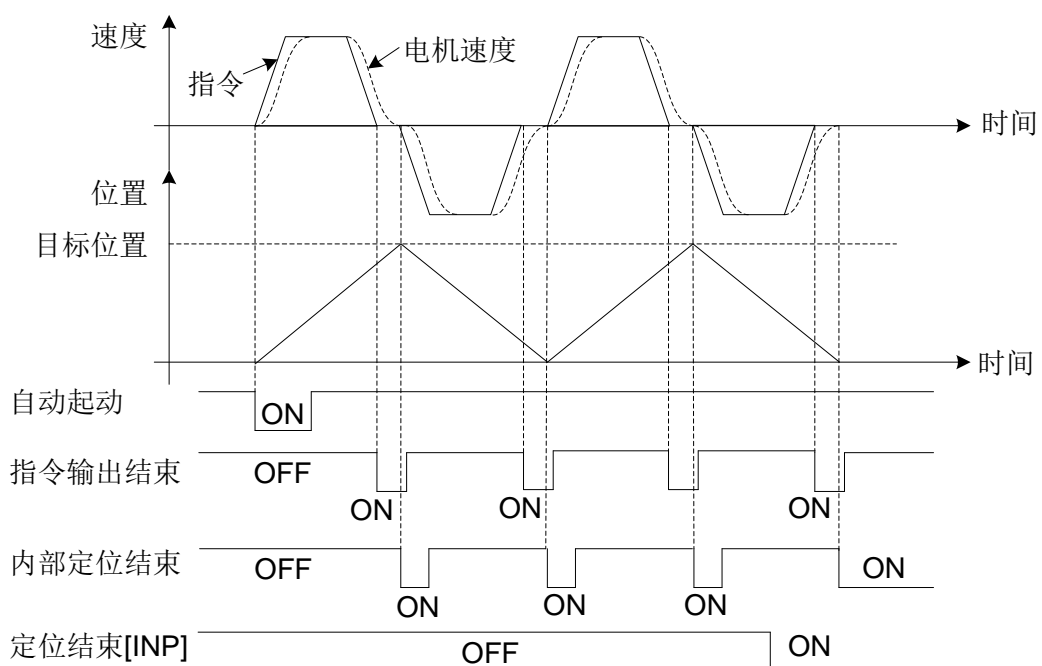 速度
指令
电机速度
时间
位置
目标位置
时间
自动起动
ON
指令输出结束
OFF
ON
ON
ON
内部定位结束
OFF
ON
ON
ON
ON
定位结束[INP]
OFF
ON